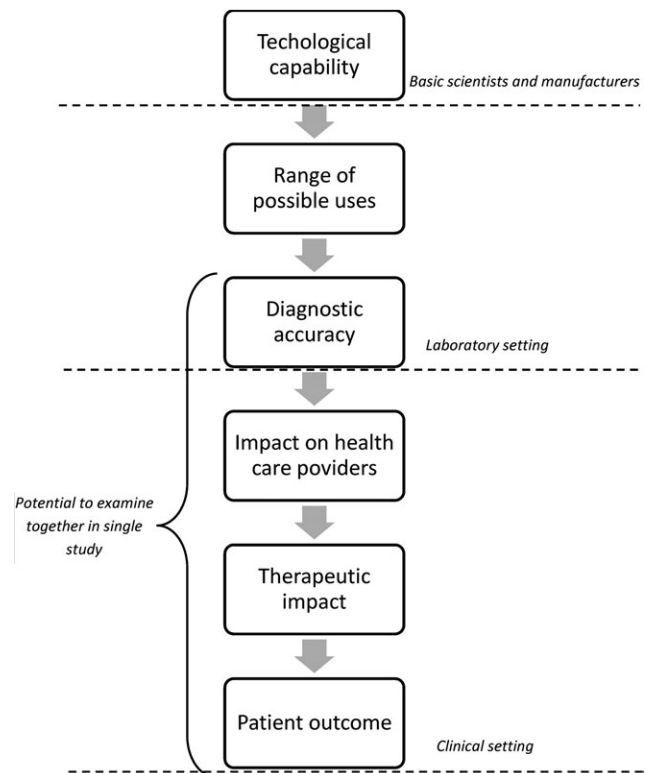 Techological
capability
Basic scientists and manufacturers
Range of
possible uses
Diagnostic
accuracy
Laboratory setting
Impact on health
care poviders
Potential to examine
together in single
study
Therapeutic
impact
Patient outcome
Clinical setting